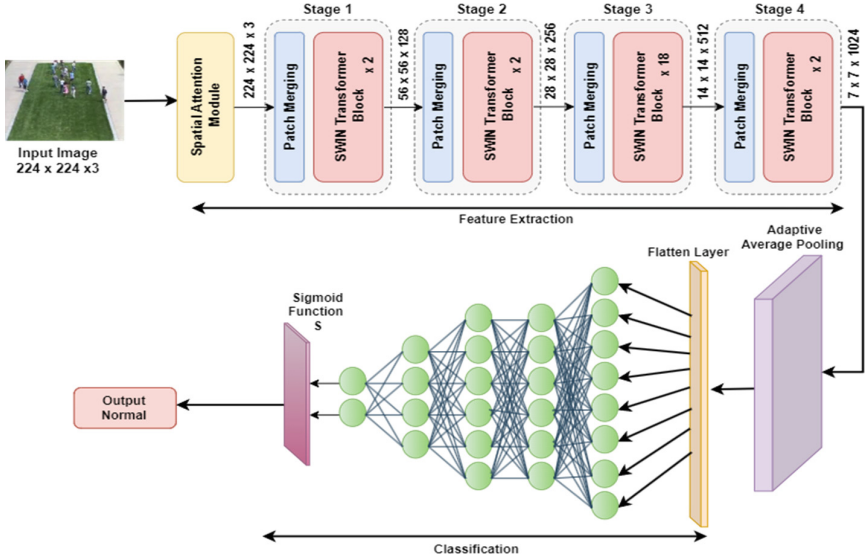 Stage 1
Stage 2
Stage 3
Stage 4
Input Image
224 x 224 x3
Spatial Attention
Module
224 x 224 x 3
Patch Merging
SWIN Transformer
Block x 2
56 x 56 x 128
Patch Merging
SWIN Transformer
Block x 2
28 x 28 x 256
Patch Merging
SWIN Transformer
Block x 18
14 x 14 x 512
Patch Merging
SWIN Transformer
Block x 2
7 x 7 x 1024
Feature Extraction
Adaptive
Average Pooling
Flatten Layer
Sigmoid
Function
S
Output
Normal
Classification